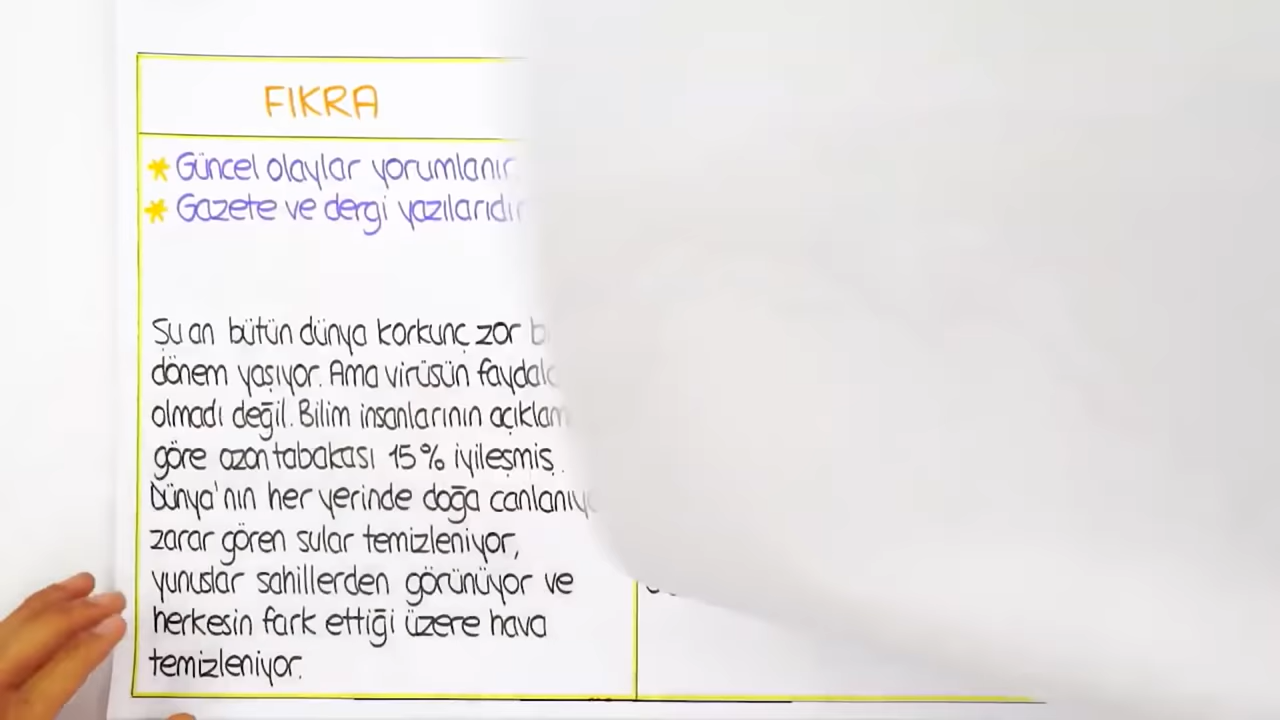 FIKRA
Güncel olaylar yorumlanır
Gazete ve dergi yazılarıdır
Şu an bütün dünya korkunç zor
dönem yaşıyor. Ama virüsün
olmadı değil. Bilim insanlarının
göre ozon tabakası 15% iyileşmiş.
Dünya'nın her yerinde doğa
zarar gören sular temizleniyor,
yunuslar sahillerden görünüyor ve
herkesin fark ettiği üzere hava
temizleniyor.